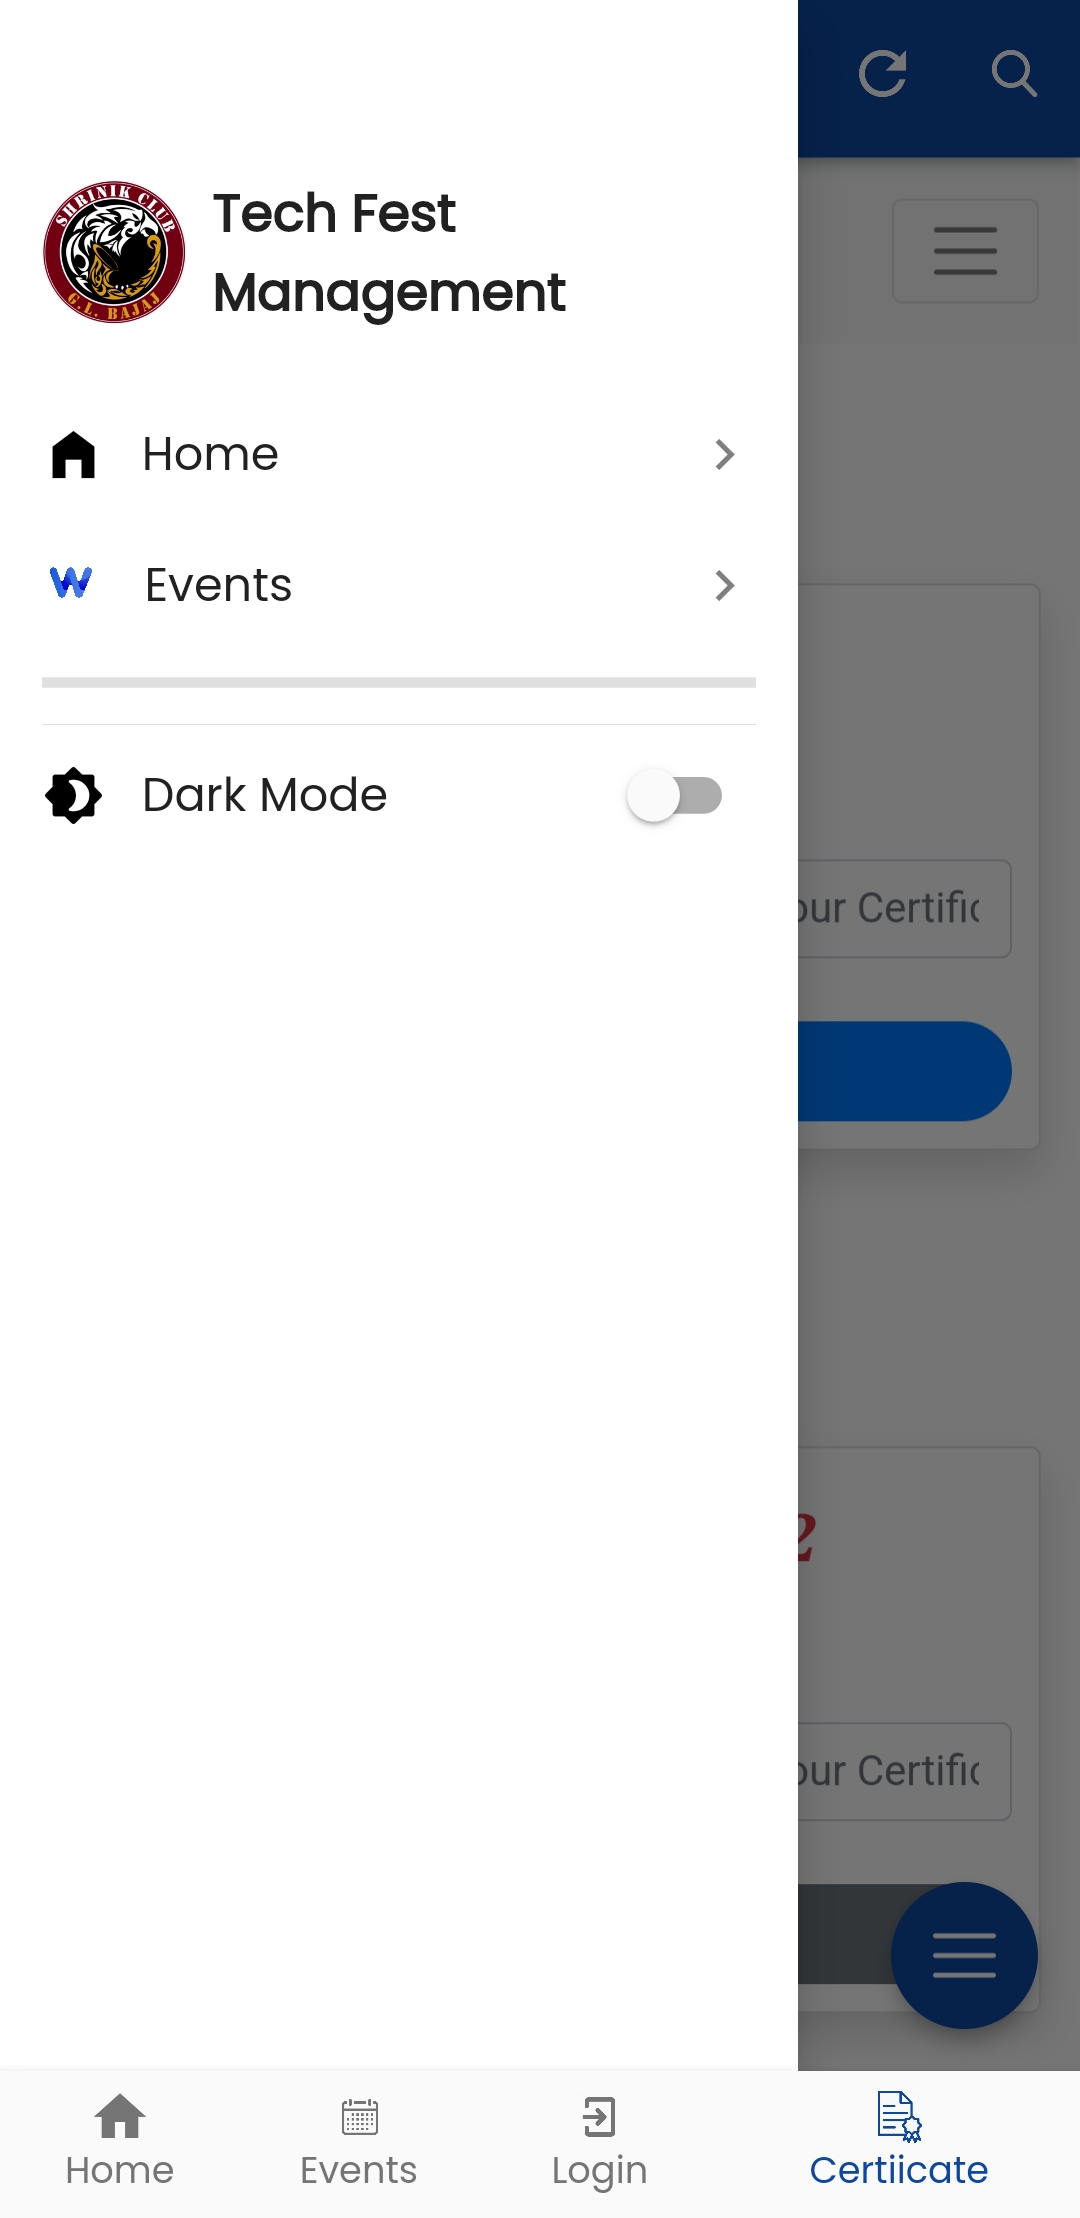 SHRINIK CLUB
G.L. BAJAJ
Tech Fest
Management
Home
Events
Dark Mode
our Certific
2
our Certific
Home
Events
Login
Certiicate